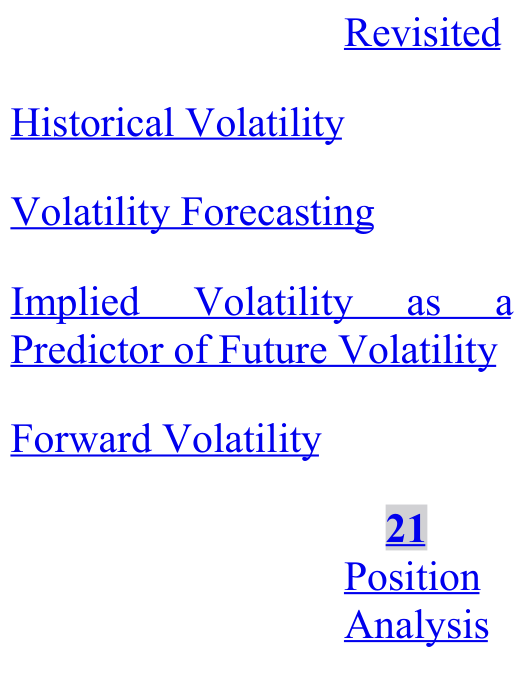 Revisited
Historical Volatility
Volatility Forecasting
Implied Volatility as a
Predictor of Future Volatility
Forward Volatility
21
Position
Analysis